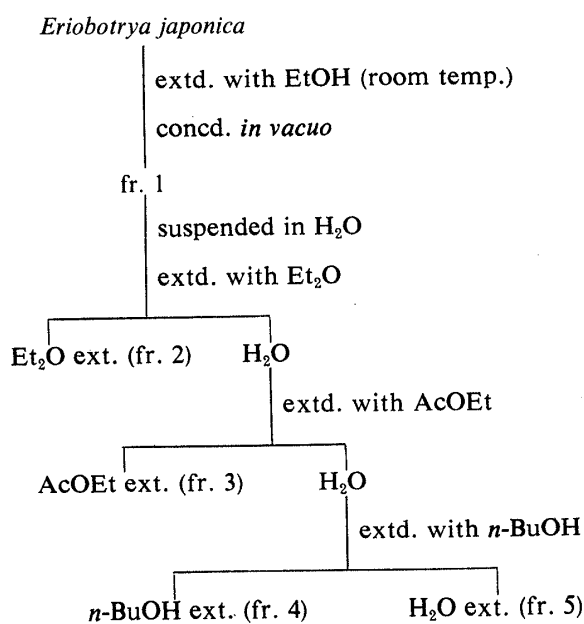 Eriobotrya japonica
extd. with EtOH (room temp.)
concd. in vacuo
fr. 1
suspended in H₂O
extd. with Et₂O
Et₂O ext. (fr. 2) H₂O
extd. with AcOEt
AcOEt ext. (fr. 3) H₂O
extd. with n-BuOH
n-BuOH ext. (fr. 4) H₂O ext. (fr. 5)